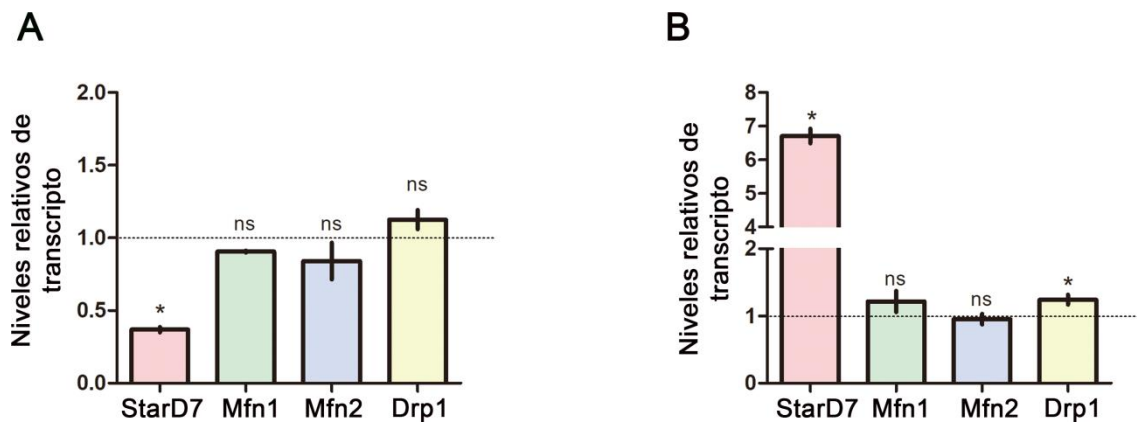 A
Niveles relativos de
transcripto
2.0
1.5
1.0
0.5
0.0
*
ns
ns
ns
StarD7 Mfn1 Mfn2 Drp1
B
Niveles relativos de
transcripto
8
7
6
5
4
2
1
0
*
ns
ns
*
StarD7 Mfn1 Mfn2 Drp1